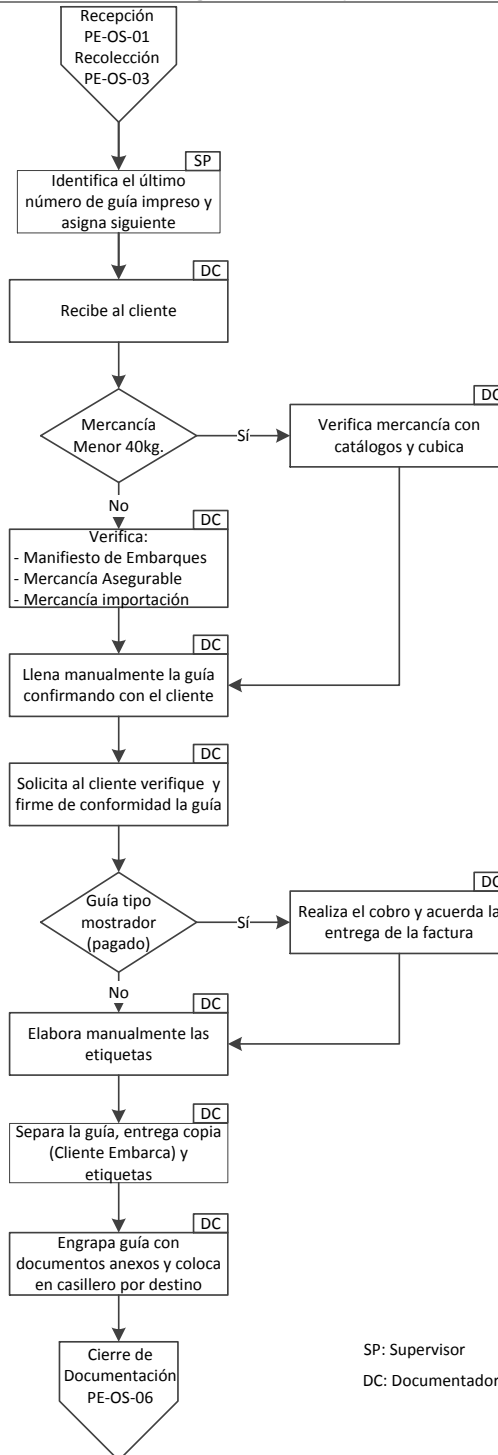 Recepción
PE-OS-01
Recolección
PE-OS-03
SP
Identifica el último
número de guía impreso y
asigna siguiente
DC
Recibe al cliente
Mercancía
Menor 40kg.
Sí
DC
Verifica mercancía con
catálogos y cubica
No
DC
Verifica:
- Manifiesto de Embarques
- Mercancía Asegurable
- Mercancía importación
DC
Llena manualmente la guía
confirmando con el cliente
DC
Solicita al cliente verifique y
firme de conformidad la guía
Guía tipo
mostrador
(pagado)
Sí
DC
Realiza el cobro y acuerda la
entrega de la factura
No
DC
Elabora manualmente las
etiquetas
DC
Separa la guía, entrega copia
(Cliente Embarca) y
etiquetas
DC
Engrapa guía con
documentos anexos y coloca
en casillero por destino
Cierre de
Documentación
PE-OS-06
SP: Supervisor
DC: Documentador